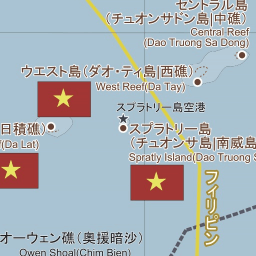 セントラル島
（チュオンサドン島|中礁）
Central Reef
(Dao Truong Sa Dong)
ウエスト島（ダオ・ティ島|西礁）
West Reef(Da Tay)
スプラトリー島空港
日積礁）
(Da Lat)
スプラトリー島
（チュオンサ島|南威島
Spratly Island(Dao Truong S
フィリピン
オーウェン礁（奥援暗沙）
Owen Shoal(Chim Bien)